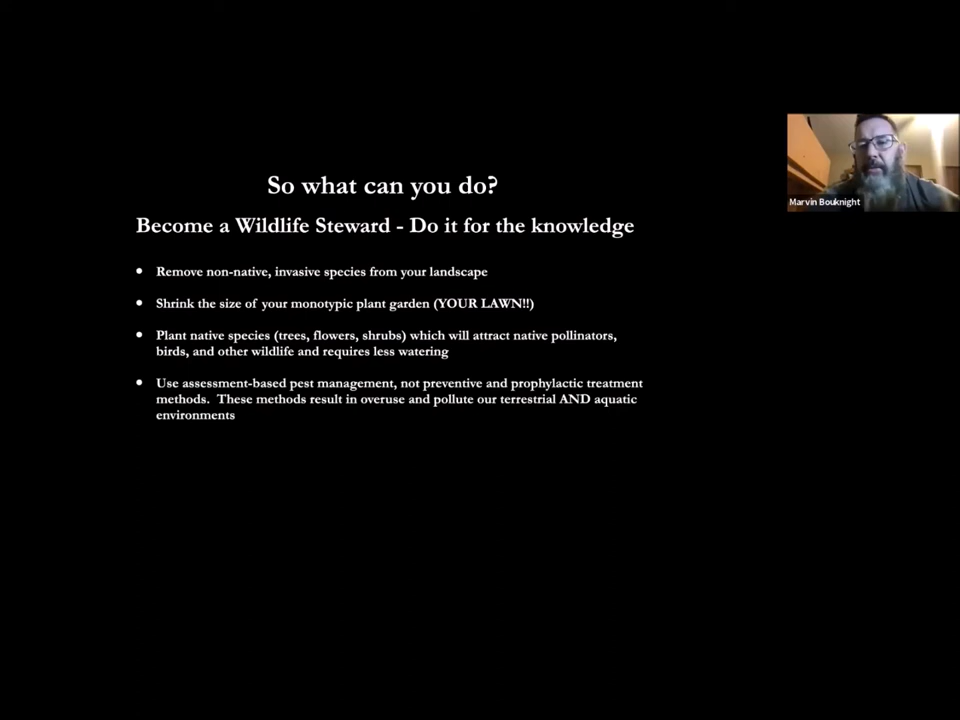 So what can you do?
Become a Wildlife Steward - Do it for the knowledge
• Remove non-native, invasive species from your landscape
• Shrink the size of your monotypic plant garden (YOUR LAWN!!)
• Plant native species (trees, flowers, shrubs) which will attract native pollinators,
birds, and other wildlife and requires less watering
• Use assessment-based pest management, not preventive and prophylactic treatment
methods. These methods result in overuse and pollute our terrestrial AND aquatic
environments
Marvin Bouknight